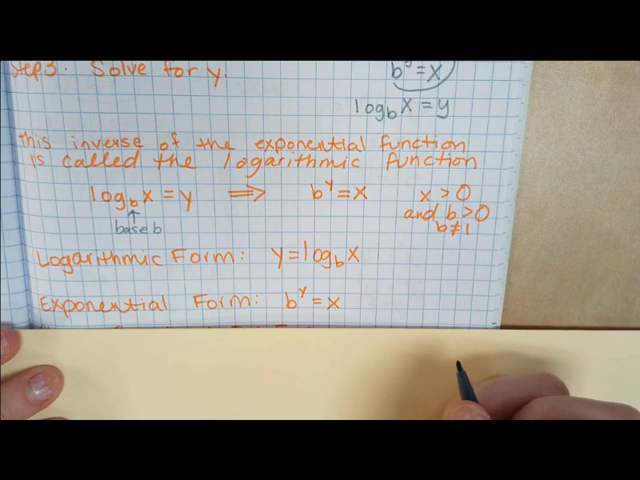 Step 3: Solve for y.
b^y = x
log_b x = y
This inverse of the exponential function
is called the logarithmic function
log_b x = y ⟹ b^y = x x > 0
and b > 0
b ≠ 1
base b
Logarithmic Form: y = log_b x
Exponential Form: b^y = x